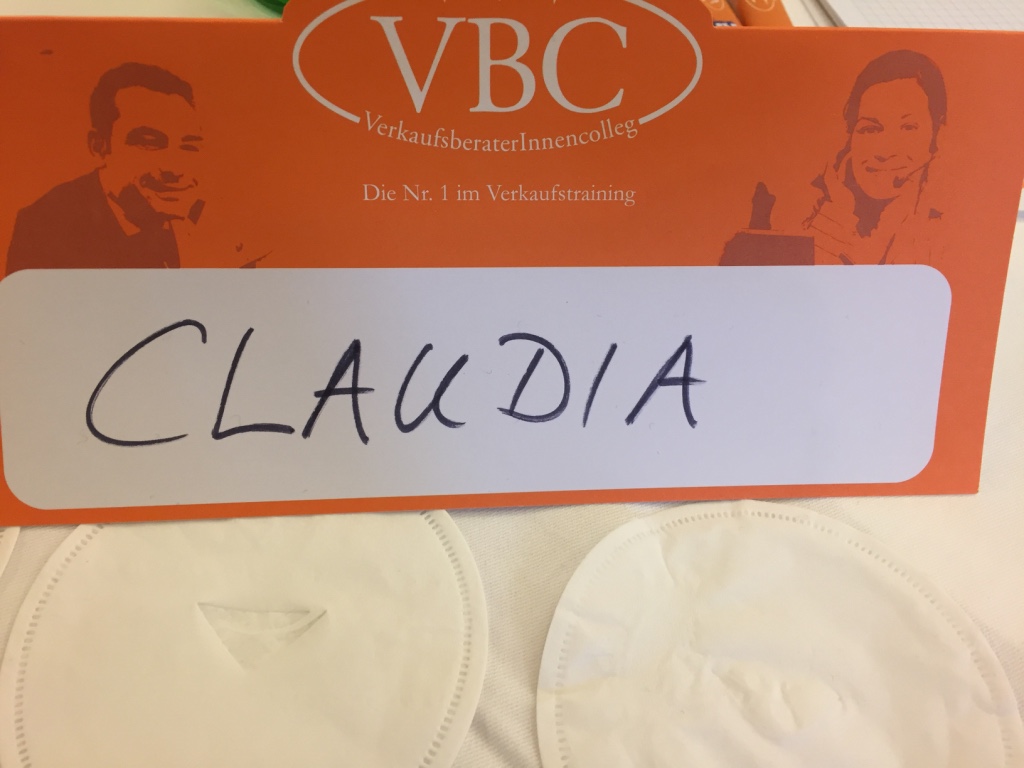 VBC
VerkaufsberaterInnencolleg
Die Nr. 1 im Verkaufstraining
CLAUDIA